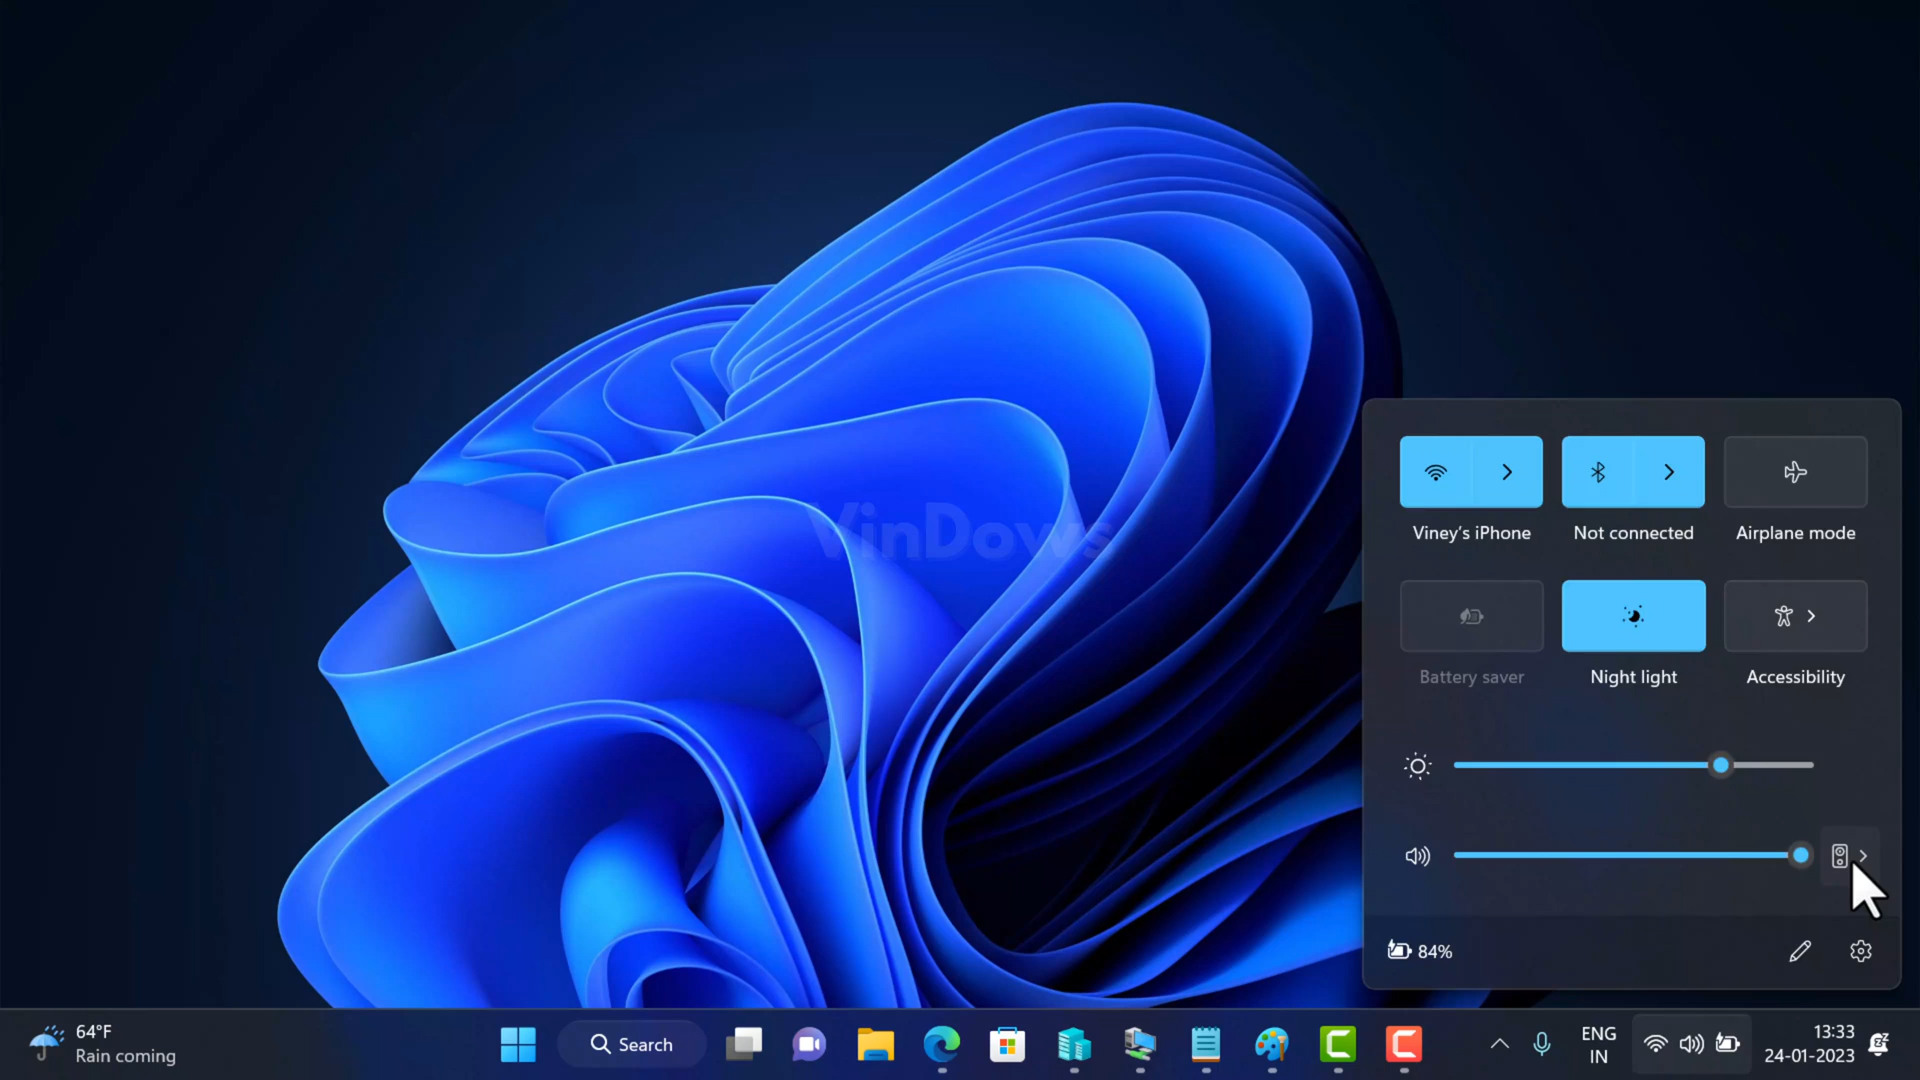 VinDows
Viney's iPhone
Not connected
Airplane mode
Battery saver
Night light
Accessibility
84%
64°F
Rain coming
Search
ENG
IN
13:33
24-01-2023